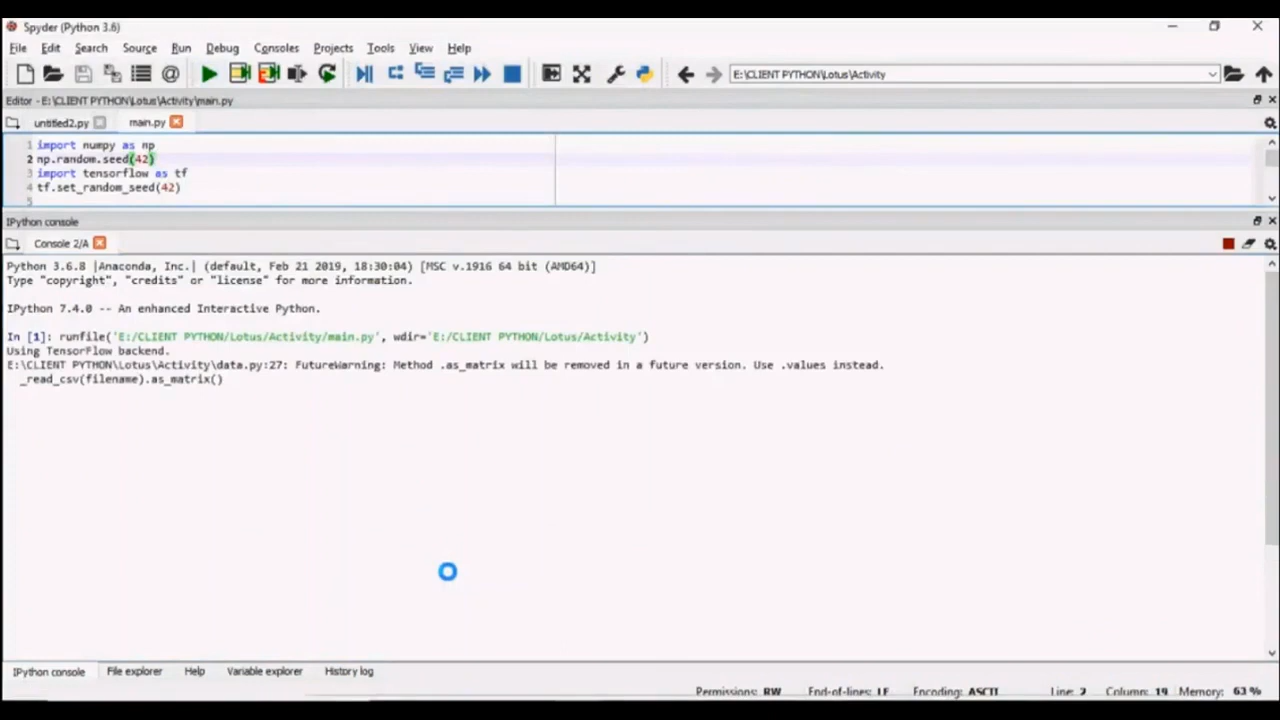 Spyder (Python 3.6)
File Edit Search Source Run Debug Consoles Projects Tools View Help
E:\CLIENT PYTHON\Lotus\Activity
Editor - E:\CLIENT PYTHON\Lotus\Activity\main.py
untitled2.py main.py
1 import numpy as np
2 np.random.seed(42)
3 import tensorflow as tf
4 tf.set_random_seed(42)
5
IPython console
Console 2/A
Python 3.6.8 |Anaconda, Inc.| (default, Feb 21 2019, 18:30:04) [MSC v.1916 64 bit (AMD64)]
Type "copyright", "credits" or "license" for more information.
IPython 7.4.0 -- An enhanced Interactive Python.
In [1]: runfile('E:/CLIENT PYTHON/Lotus/Activity/main.py', wdir='E:/CLIENT PYTHON/Lotus/Activity')
Using TensorFlow backend.
E:\CLIENT PYTHON\Lotus\Activity\data.py:27: FutureWarning: Method .as_matrix will be removed in a future version. Use .values instead.
_read_csv(filename).as_matrix()
IPython console File explorer Help Variable explorer History log
Permissions: RW End-of-lines: LF Encoding: ASCII Line: 2 Column: 19 Memory: 63 %